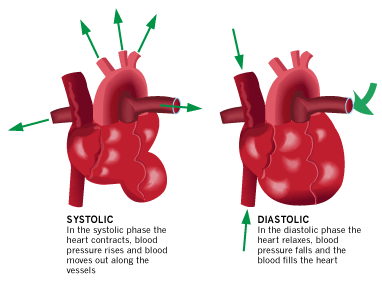 SYSTOLIC
In the systolic phase the
heart contracts, blood
pressure rises and blood
moves out along the
vessels
DIASTOLIC
In the diastolic phase the
heart relaxes, blood
pressure falls and the
blood fills the heart